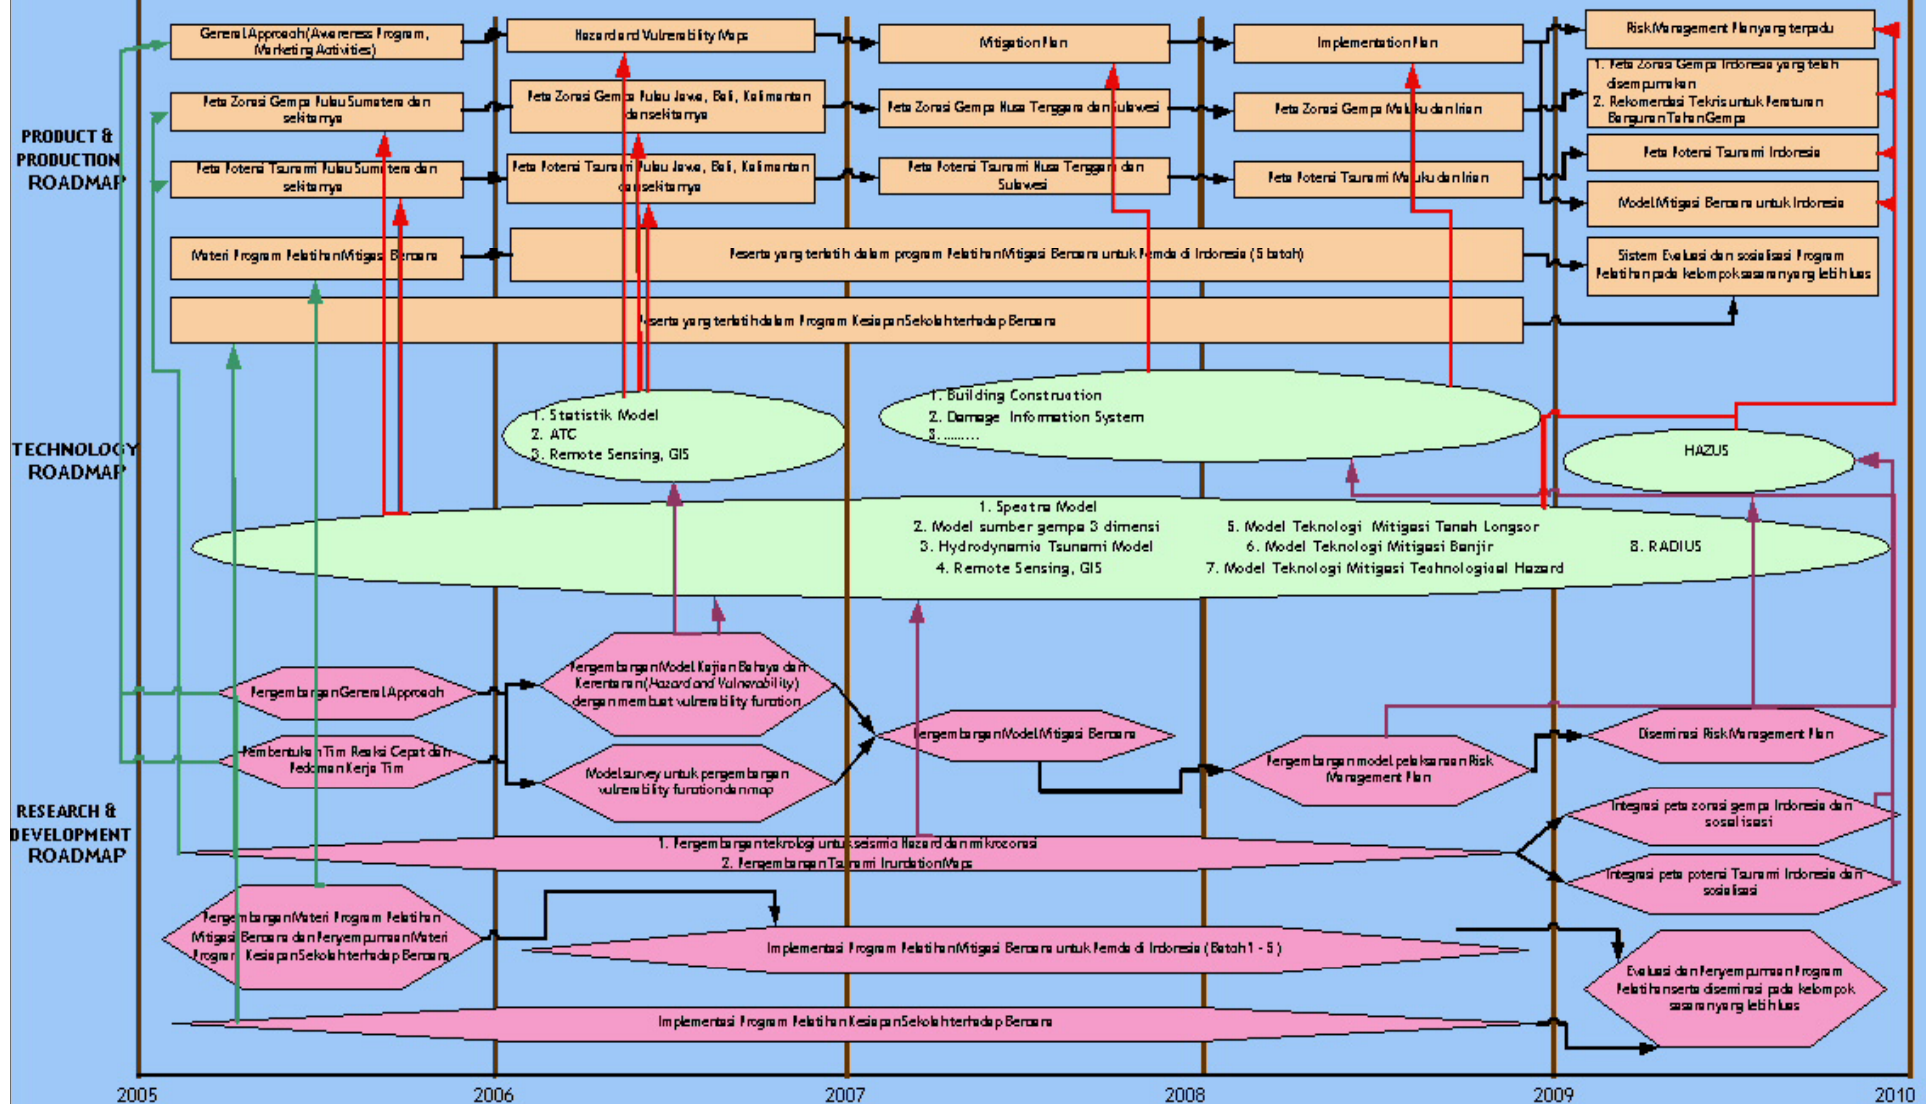 General Approach (Awareness Program,
Marketing Activities)
Hazard and Vulnerability Maps
Mitigation Plan
Implementation Plan
Risk Management Plan yang terpadu
Peta Zonasi Gempa Pulau Sumatera dan
sekitarnya
Peta Zonasi Gempa Pulau Jawa, Bali, Kalimantan
dan sekitarnya
Peta Zonasi Gempa Nusa Tenggara dan Sulawesi
Peta Zonasi Gempa Maluku dan Irian
1. Peta Zonasi Gempa Indonesia yang telah
disempurnakan
2. Rekomendasi Teknis untuk Peraturan
Bangunan Tahan Gempa
PRODUCT &
PRODUCTION
ROADMAP
Peta Potensi Tsunami Pulau Sumatera dan
sekitarnya
Peta Potensi Tsunami Pulau Jawa, Bali, Kalimantan
dan sekitarnya
Peta Potensi Tsunami Nusa Tenggara dan
Sulawesi
Peta Potensi Tsunami Maluku dan Irian
Peta Potensi Tsunami Indonesia
Model Mitigasi Bencana untuk Indonesia
Materi Program Pelatihan Mitigasi Bencana
Peserta yang terlatih dalam program Pelatihan Mitigasi Bencana untuk Pemda di Indonesia (5 batch)
Sistem Evaluasi dan sosialisasi Program
Pelatihan pada kelompok sasaran yang lebih luas
Peserta yang terlatih dalam Program Kesiapan Sekolah terhadap Bencana
TECHNOLOGY
ROADMAP
1. Statistik Model
2. ATC
3. Remote Sensing, GIS
1. Building Construction
2. Damage Information System
3. .........
HAZUS
1. Spectra Model
2. Model sumber gempa 3 dimensi
3. Hydrodynamic Tsunami Model
4. Remote Sensing, GIS
5. Model Teknologi Mitigasi Tanah Longsor
6. Model Teknologi Mitigasi Banjir
7. Model Teknologi Mitigasi Technological Hazard
8. RADIUS
RESEARCH &
DEVELOPMENT
ROADMAP
Pengembangan General Approach
Pembentukan Tim Reaksi Cepat dan
Pedoman Kerja Tim
Pengembangan Model Kajian Bahaya dan
Kerentanan (Hazard and Vulnerability)
dengan membuat vulnerability function
Model survey untuk pengembangan
vulnerability function dan map
Pengembangan Model Mitigasi Bencana
Pengembangan model pelaksanaan Risk
Management Plan
Diseminasi Risk Management Plan
1. Pengembangan teknologi untuk seismic Hazard dan mikrozonasi
2. Pengembangan Tsunami Inundation Maps
Integrasi peta zonasi gempa Indonesia dan
sosalisasi
Integrasi peta potensi Tsunami Indonesia dan
sosialisasi
Pengembangan Materi Program Pelatihan
Mitigasi Bencana dan Penyempurnaan Materi
Program Kesiapan Sekolah terhadap Bencana
Implementasi Program Pelatihan Mitigasi Bencana untuk Pemda di Indonesia (Batch 1 - 5)
Evaluasi dan Penyempurnaan Program
Pelatihan serta diseminasi pada kelompok
sasaran yang lebih luas
Implementasi Program Pelatihan Kesiapan Sekolah terhadap Bencana
2005
2006
2007
2008
2009
2010